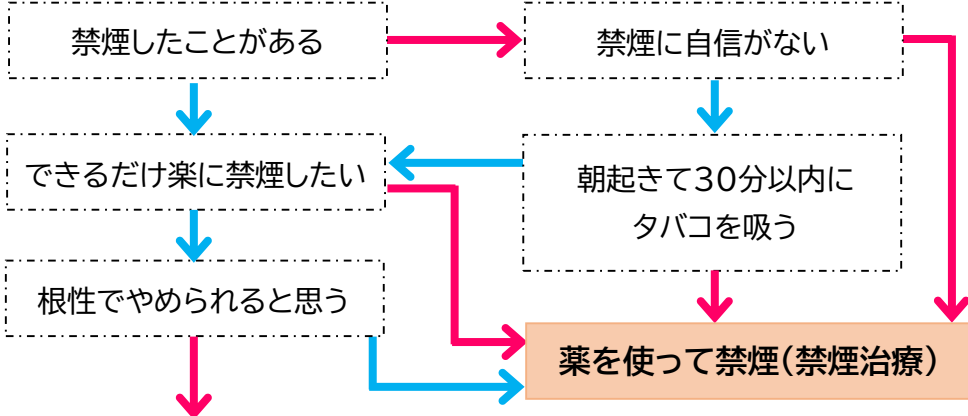 禁煙したことがある
禁煙に自信がない
できるだけ楽に禁煙したい
朝起きて30分以内に
タバコを吸う
根性でやめられると思う
薬を使って禁煙(禁煙治療)